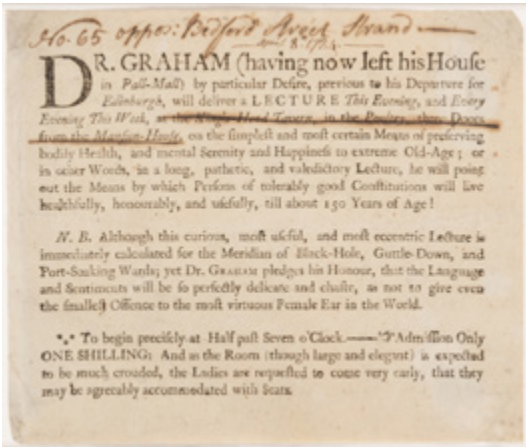 No. 65 oppos: Bedford Street Strand
DR. GRAHAM (having now left his House
in Pall-Mall) by particular Desire, previous to his Departure for
Edinburgh, will deliver a LECTURE This Evening, and Every
Evening This Week, at the King's-Head Tavern, in the Poultry, three Doors
from the Mansion-House, on the simplest and most certain Means of preserving
bodily Health, and mental Serenity and Happiness to extreme Old-Age; or
in other Words, in a long, pathetic, and valedictory Lecture, he will point
out the Means by which Persons of tolerably good Constitutions will live
healthfully, honourably, and usefully, till about 150 Years of Age!
N. B. Although this curious, most useful, and most eccentric Lecture is
immediately calculated for the Meridian of Black-Hole, Guttle-Down, and
Port-Soaking Wards; yet Dr. GRAHAM pledges his Honour, that the Language
and Sentiments will be so perfectly delicate and chaste, as not to give even
the smallest Offence to the most virtuous Female Ear in the World.
*** To begin precisely at Half past Seven o'Clock.——Admission Only
ONE SHILLING: And as the Room (though large and elegant) is expected
to be much crouded, the Ladies are requested to come very early, that they
may be agreeably accommodated with Seats.